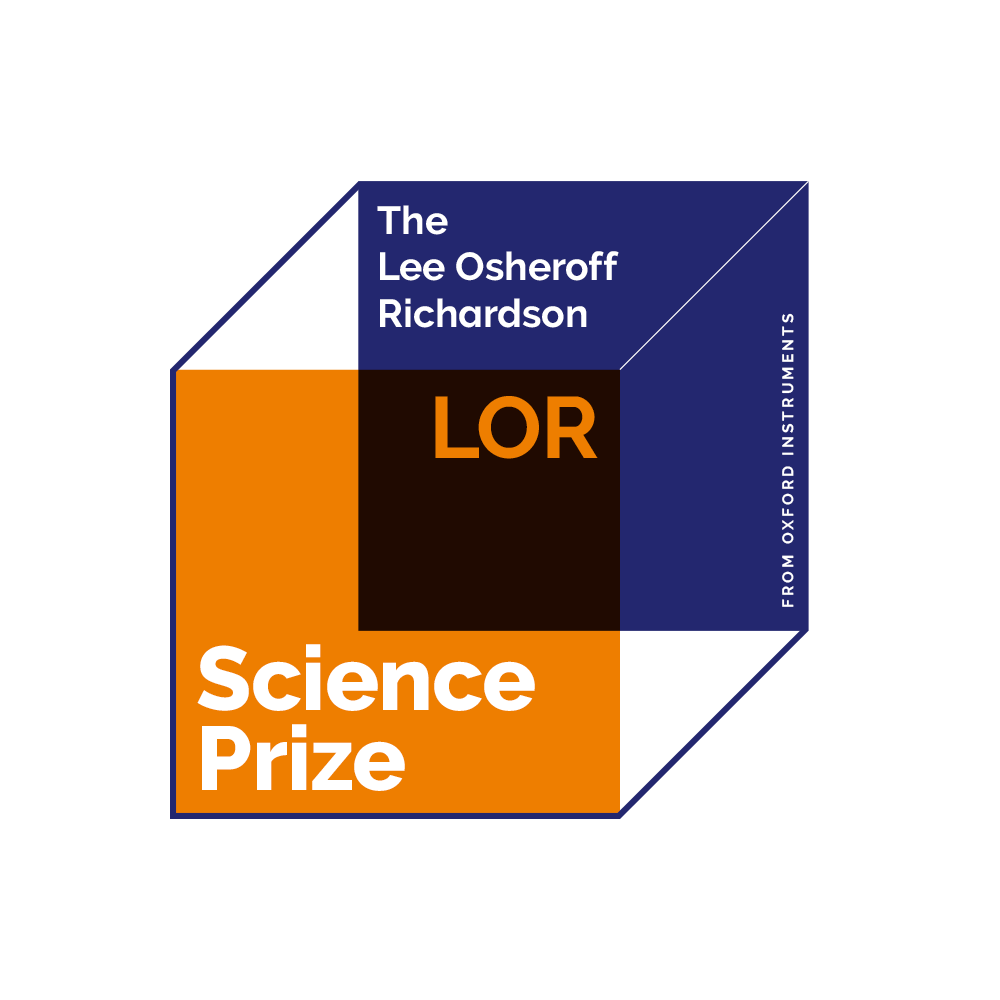 The
Lee Osheroff
Richardson
LOR
FROM OXFORD INSTRUMENTS
Science
Prize